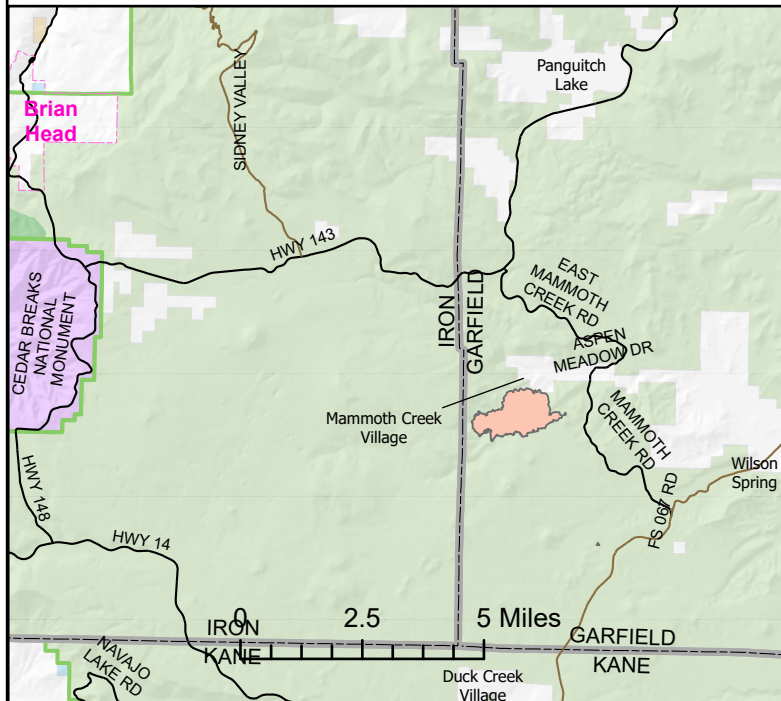 Panguitch
Lake
Brian
Head
SIDNEY VALLEY
HWY 143
EAST
MAMMOTH
CREEK RD
CEDAR BREAKS
NATIONAL
MONUMENT
IRON
GARFIELD
ASPEN
MEADOW DR
Mammoth Creek
Village
MAMMOTH
CREEK RD
Wilson
Spring
HWY 148
FS 067 RD
HWY 14
0 2.5 5 Miles
IRON
KANE
GARFIELD
KANE
NAVAJO
LAKE RD
Duck Creek
Village